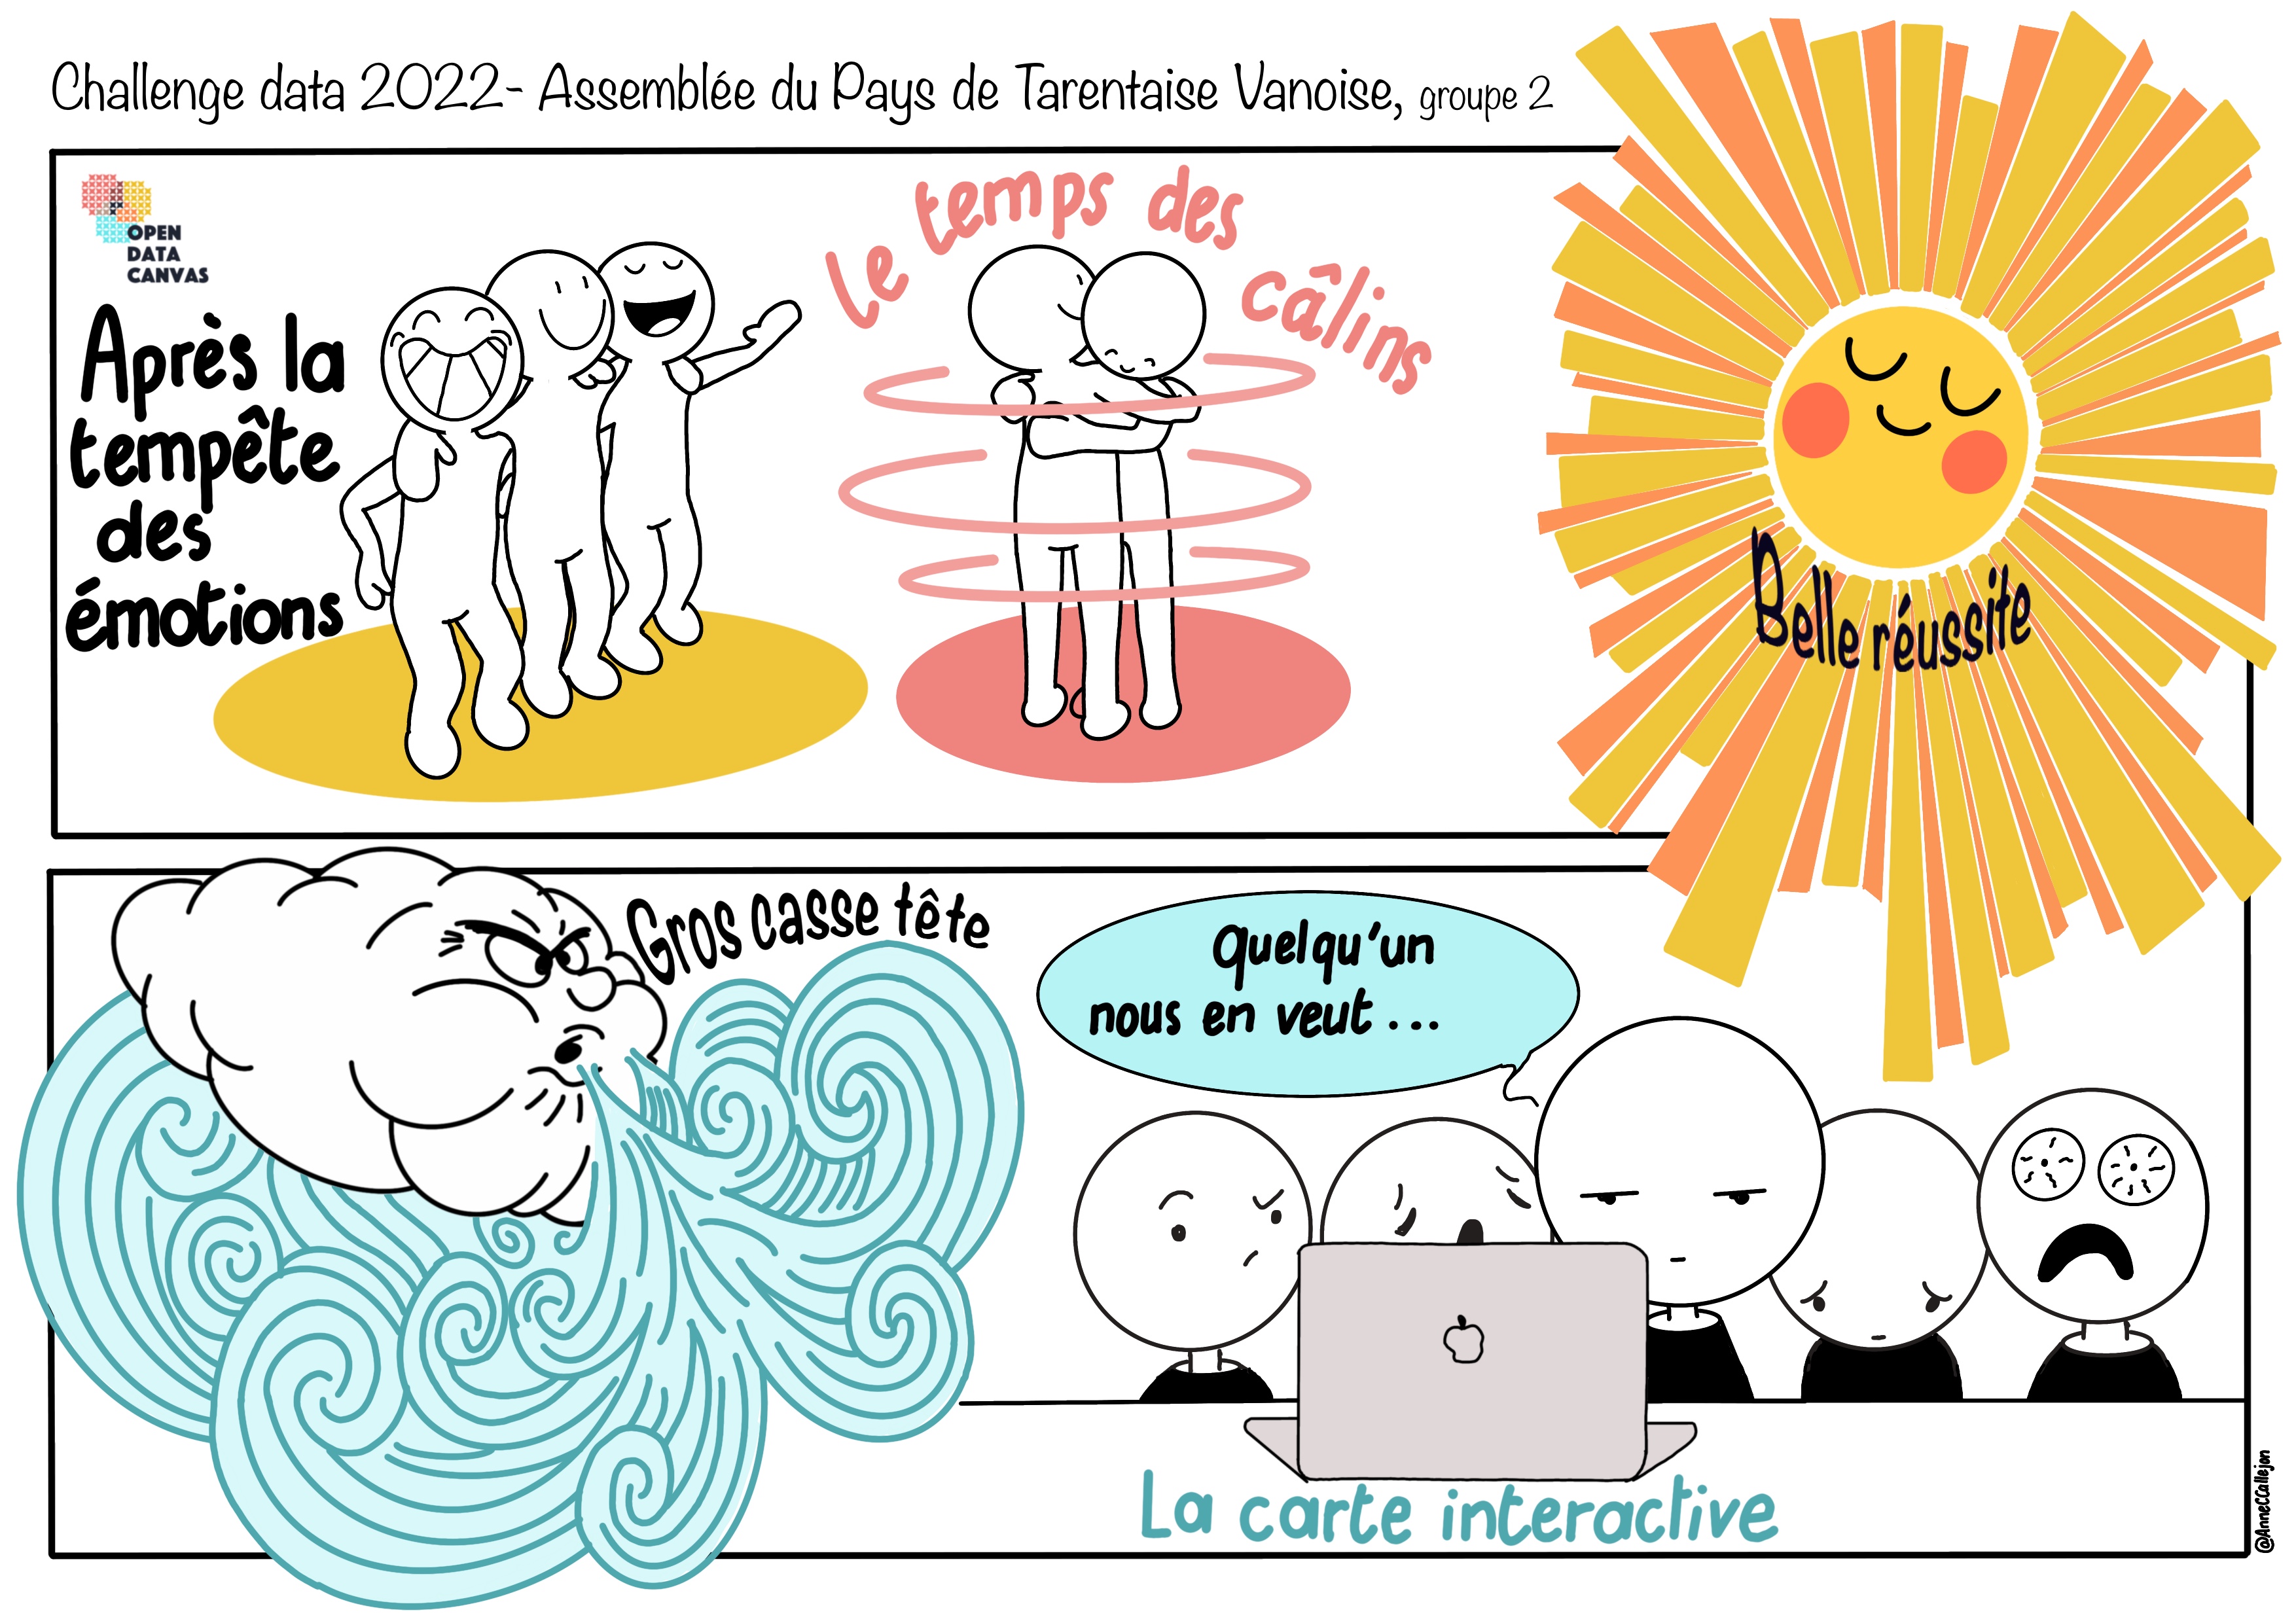 Challenge data 2022- Assemblée du Pays de Tarentaise Vanoise, groupe 2
OPEN
DATA
CANVAS
Après la
tempête
des
émotions
le temps des
câlins
Belle réussite
Gros casse tête
Quelqu'un
nous en veut...
La carte interactive
@AnneCCallejon